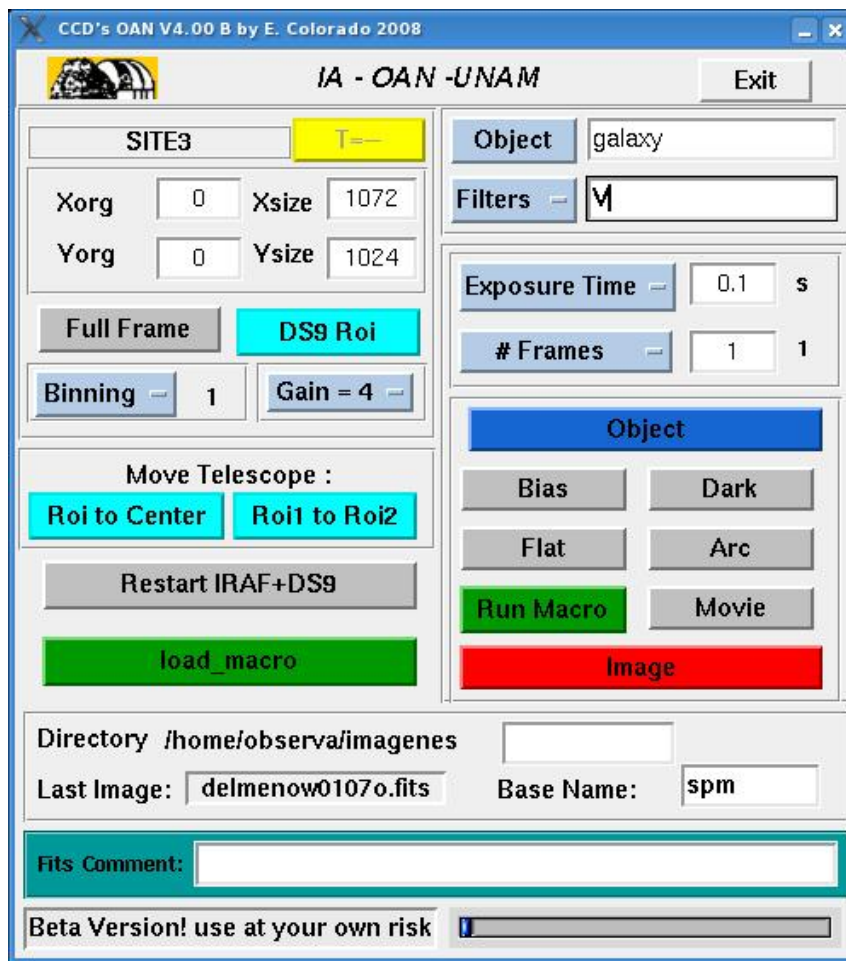 CCD's OAN V4.00 B by E. Colorado 2008
IA - OAN -UNAM
Exit
SITE3
T=--
Xorg 0 Xsize 1072
Yorg 0 Ysize 1024
Full Frame
DS9 Roi
Binning 1
Gain = 4
Move Telescope :
Roi to Center
Roi1 to Roi2
Restart IRAF+DS9
load_macro
Object galaxy
Filters V
Exposure Time 0.1 s
# Frames 1 1
Object
Bias
Dark
Flat
Arc
Run Macro
Movie
Image
Directory /home/observa/imagenes
Last Image: delmenow0107o.fits
Base Name: spm
Fits Comment:
Beta Version! use at your own risk